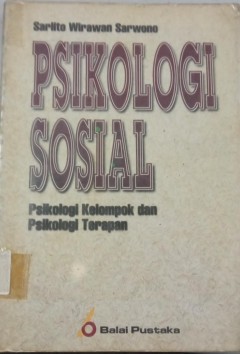 Sarlito Wirawan Sarwono
PSIKOLOGI
SOSIAL
Psikologi Kelompok dan
Psikologi Terapan
Balai Pustaka